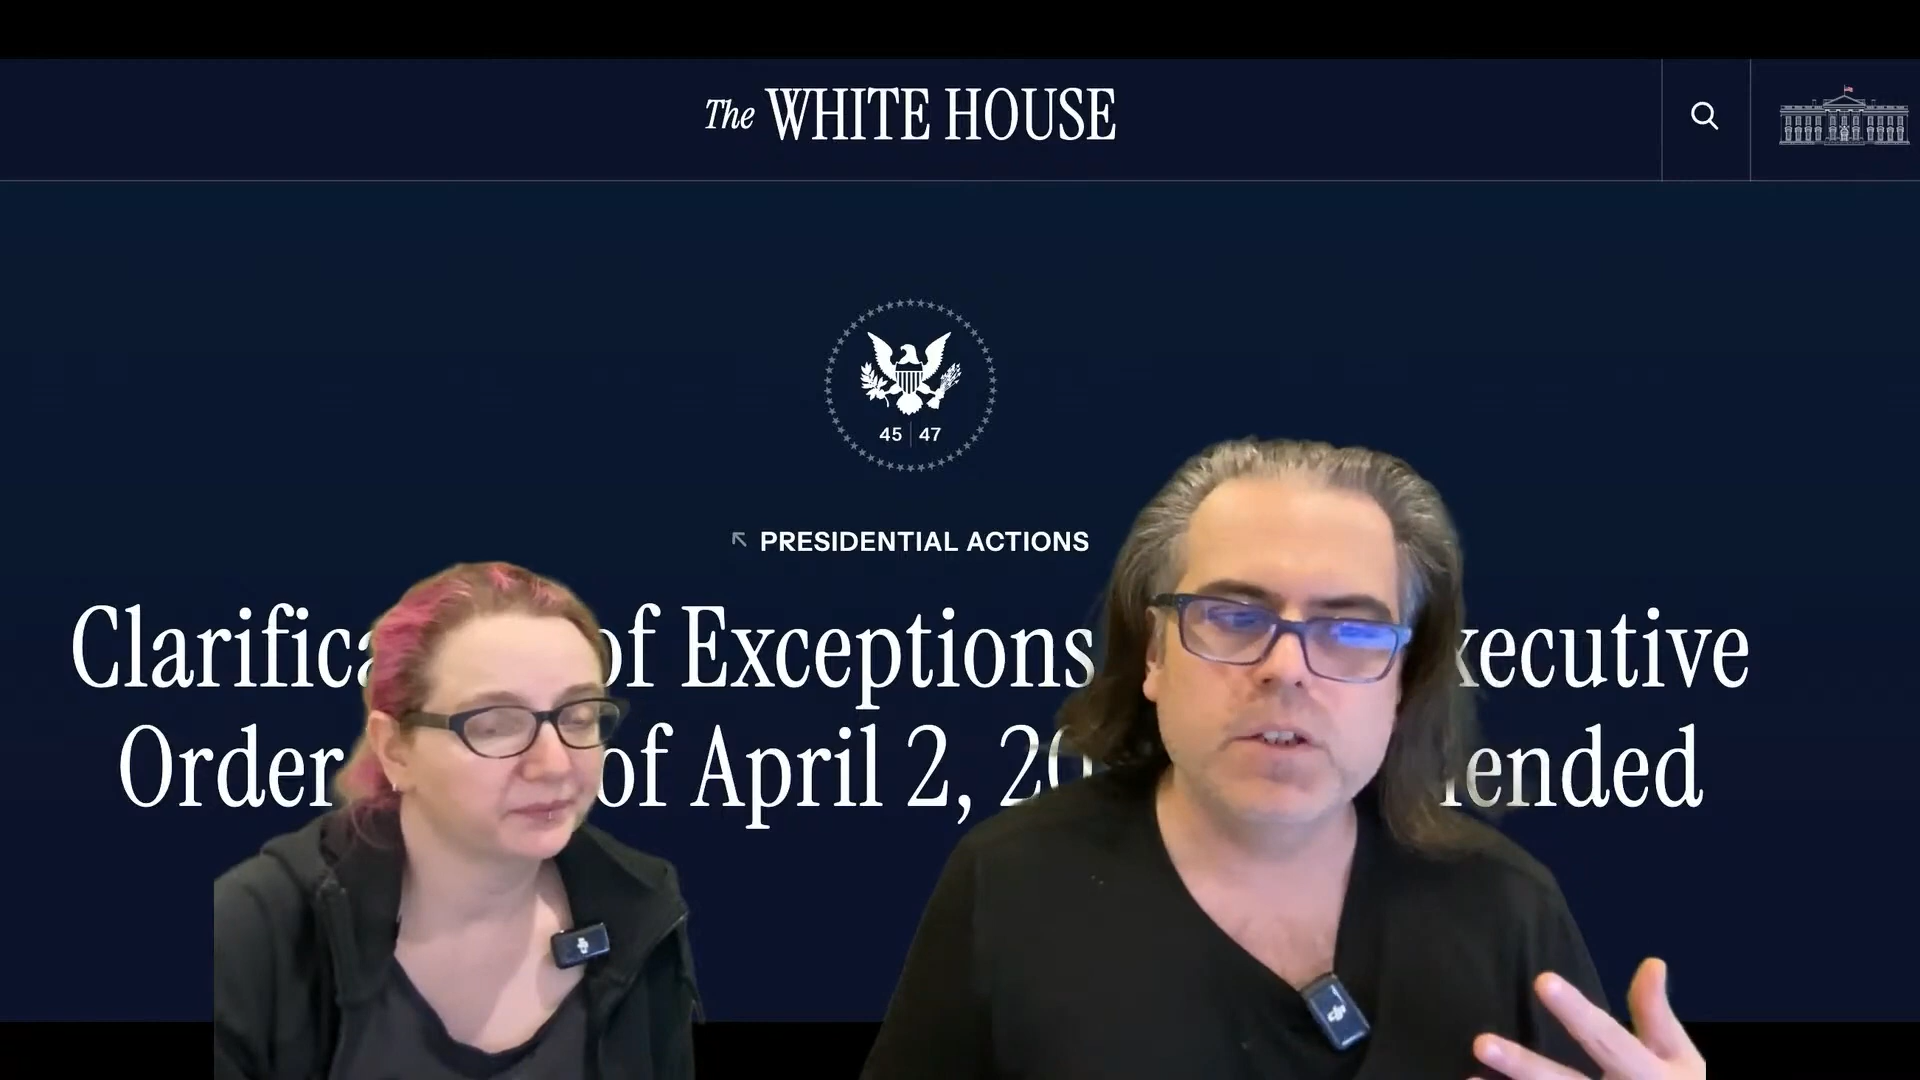 The WHITE HOUSE
45 | 47
PRESIDENTIAL ACTIONS
Clarifica of Exceptions xecutive
Order of April 2, 20 ended